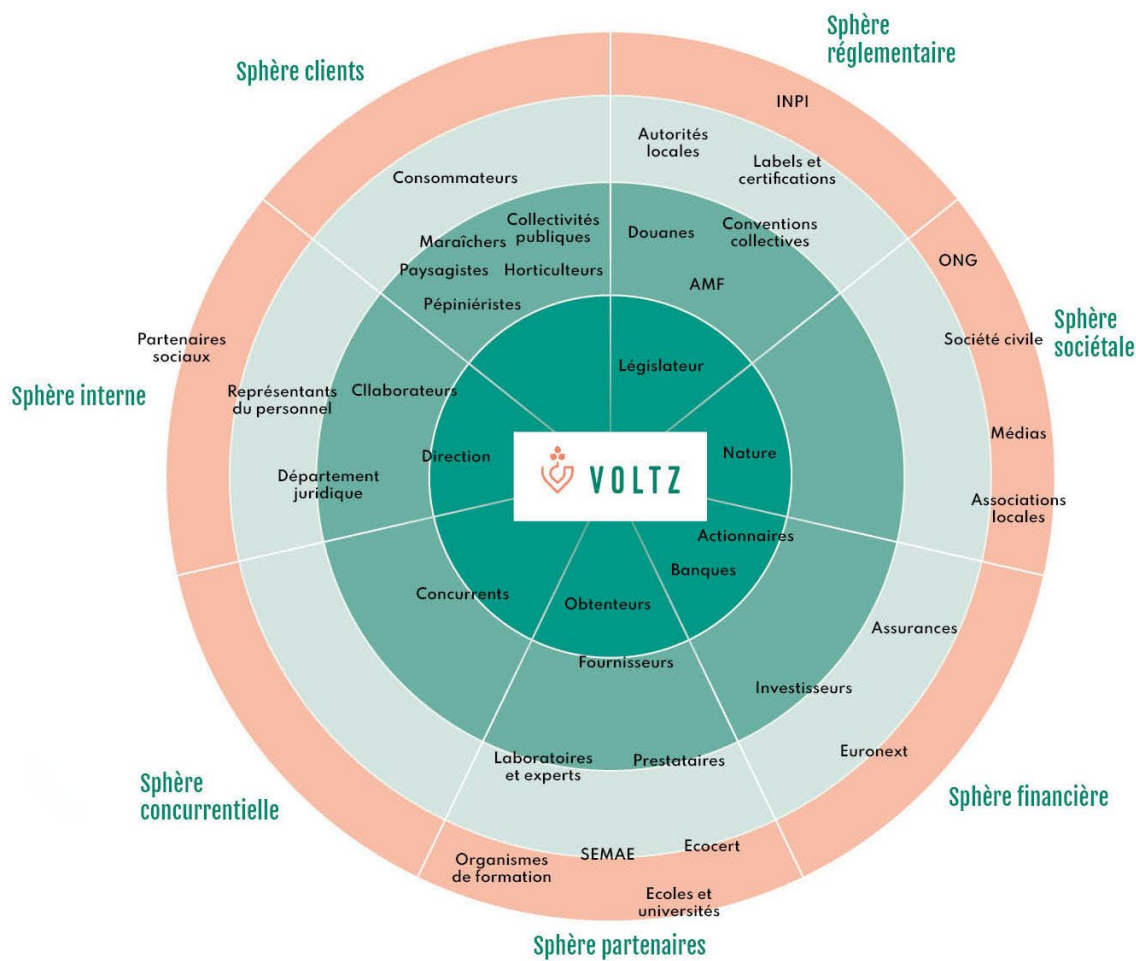 Sphère
réglementaire
Sphère clients
INPI
Autorités
locales
Labels et
certifications
Consommateurs
Collectivités
publiques
Maraîchers
Douanes
Conventions
collectives
Paysagistes
Horticulteurs
AMF
ONG
Pépiniéristes
Sphère
sociétale
Société civile
Partenaires
sociaux
Législateur
Sphère interne
Représentants
du personnel
Cllaborateurs
Médias
Direction
Nature
VOLTZ
Département
juridique
Associations
locales
Actionnaires
Banques
Concurrents
Obtenteurs
Assurances
Fournisseurs
Investisseurs
Laboratoires
et experts
Prestataires
Euronext
Sphère
concurrentielle
Sphère financière
Organismes
de formation
SEMAE
Ecocert
Ecoles et
universités
Sphère partenaires